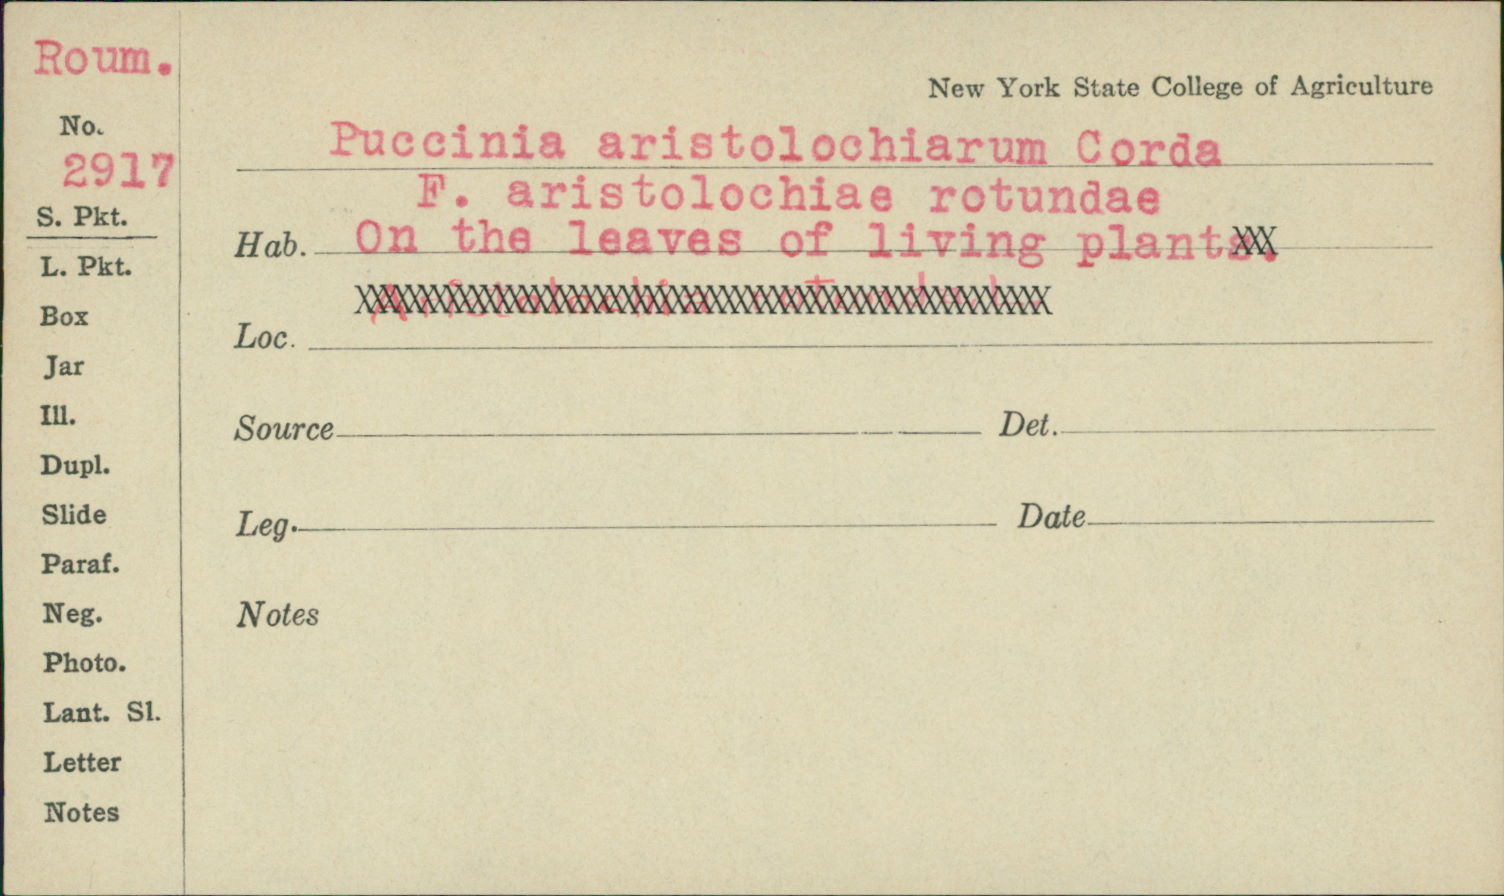 Roum.
New York State College of Agriculture
No.
2917
Puccinia aristolochiarum Corda
F. aristolochiae rotundae
Hab. On the leaves of living plants.
Loc.
Source Det.
Leg. Date
Notes
S. Pkt.
L. Pkt.
Box
Jar
Ill.
Dupl.
Slide
Paraf.
Neg.
Photo.
Lant. Sl.
Letter
Notes